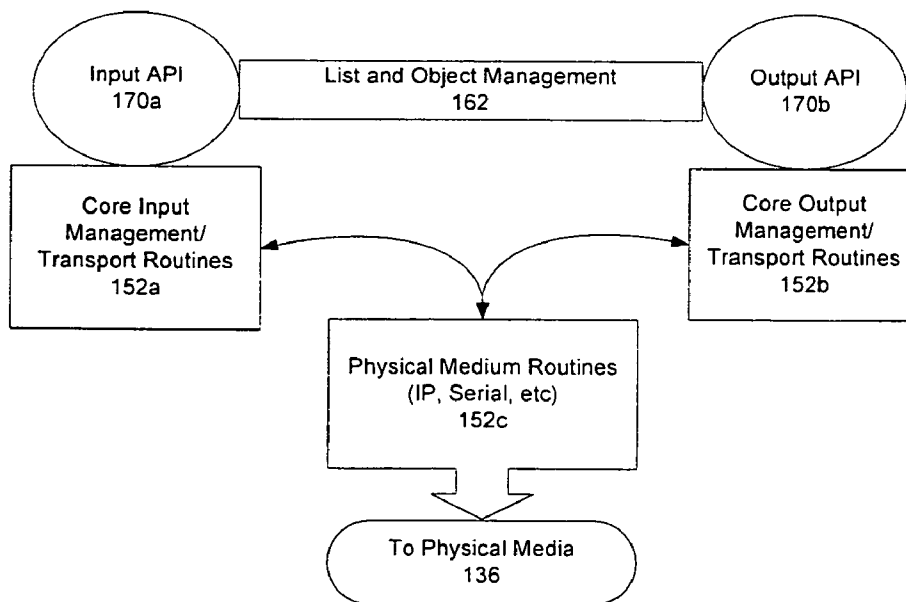 Input API
170a
List and Object Management
162
Output API
170b
Core Input
Management/
Transport Routines
152a
Core Output
Management/
Transport Routines
152b
Physical Medium Routines
(IP, Serial, etc)
152c
To Physical Media
136